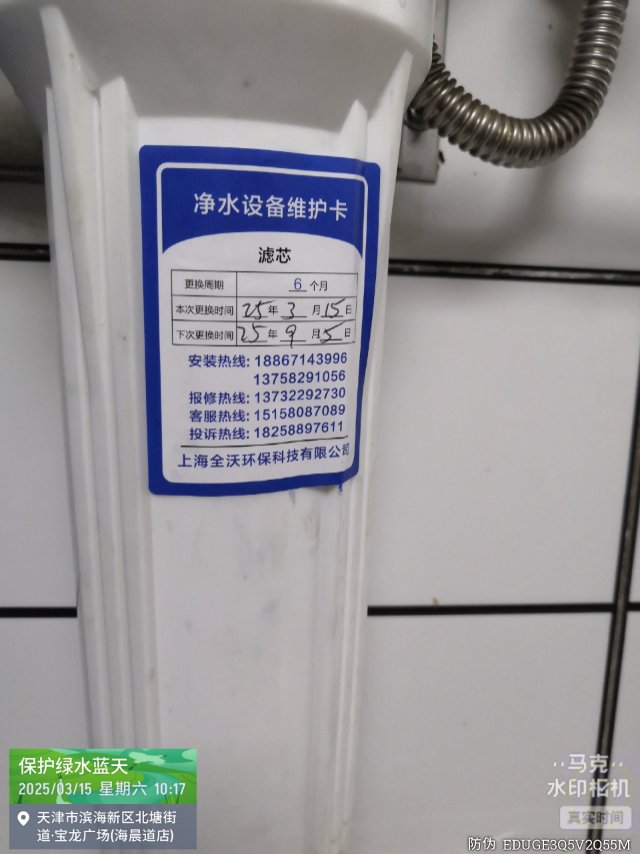 净水设备维护卡
滤芯
更换周期 6 个月
本次更换时间 25 年 3 月 15 日
下次更换时间 25 年 9 月 5 日
安装热线: 18867143996
13758291056
报修热线: 13732292730
客服热线: 15158087089
投诉热线: 18258897611
上海全沃环保科技有限公司
保护绿水蓝天
2025/03/15 星期六 10:17
天津市滨海新区北塘街
道·宝龙广场(海晨道店)
马克
水印相机
真实时间
防伪 EDUGE3Q5V2Q55M